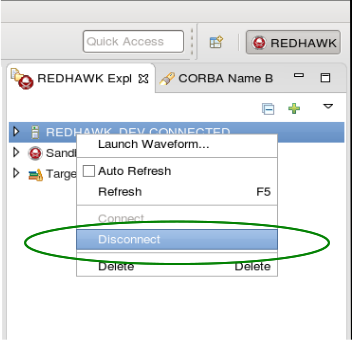 Quick Access
REDHAWK
REDHAWK Expl
CORBA Name B
REDHAWK_DEV CONNECTED
Launch Waveform...
Sand
Auto Refresh
Targe
Refresh F5
Connect
Disconnect
Delete Delete